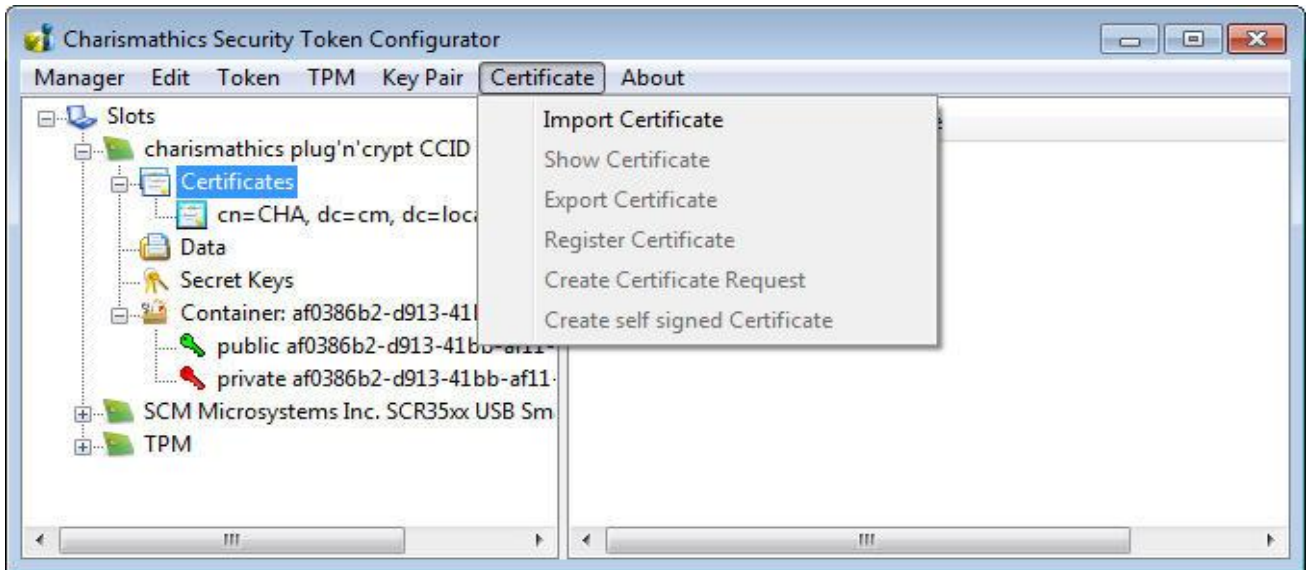 Charismathics Security Token Configurator
Manager Edit Token TPM Key Pair Certificate About
Slots
charismathics plug'n'crypt CCID
Certificates
cn=CHA, dc=cm, dc=loca
Data
Secret Keys
Container: af0386b2-d913-41
public af0386b2-d913-41bb-af11-
private af0386b2-d913-41bb-af11-
SCM Microsystems Inc. SCR35xx USB Sm
TPM
Import Certificate
Show Certificate
Export Certificate
Register Certificate
Create Certificate Request
Create self signed Certificate